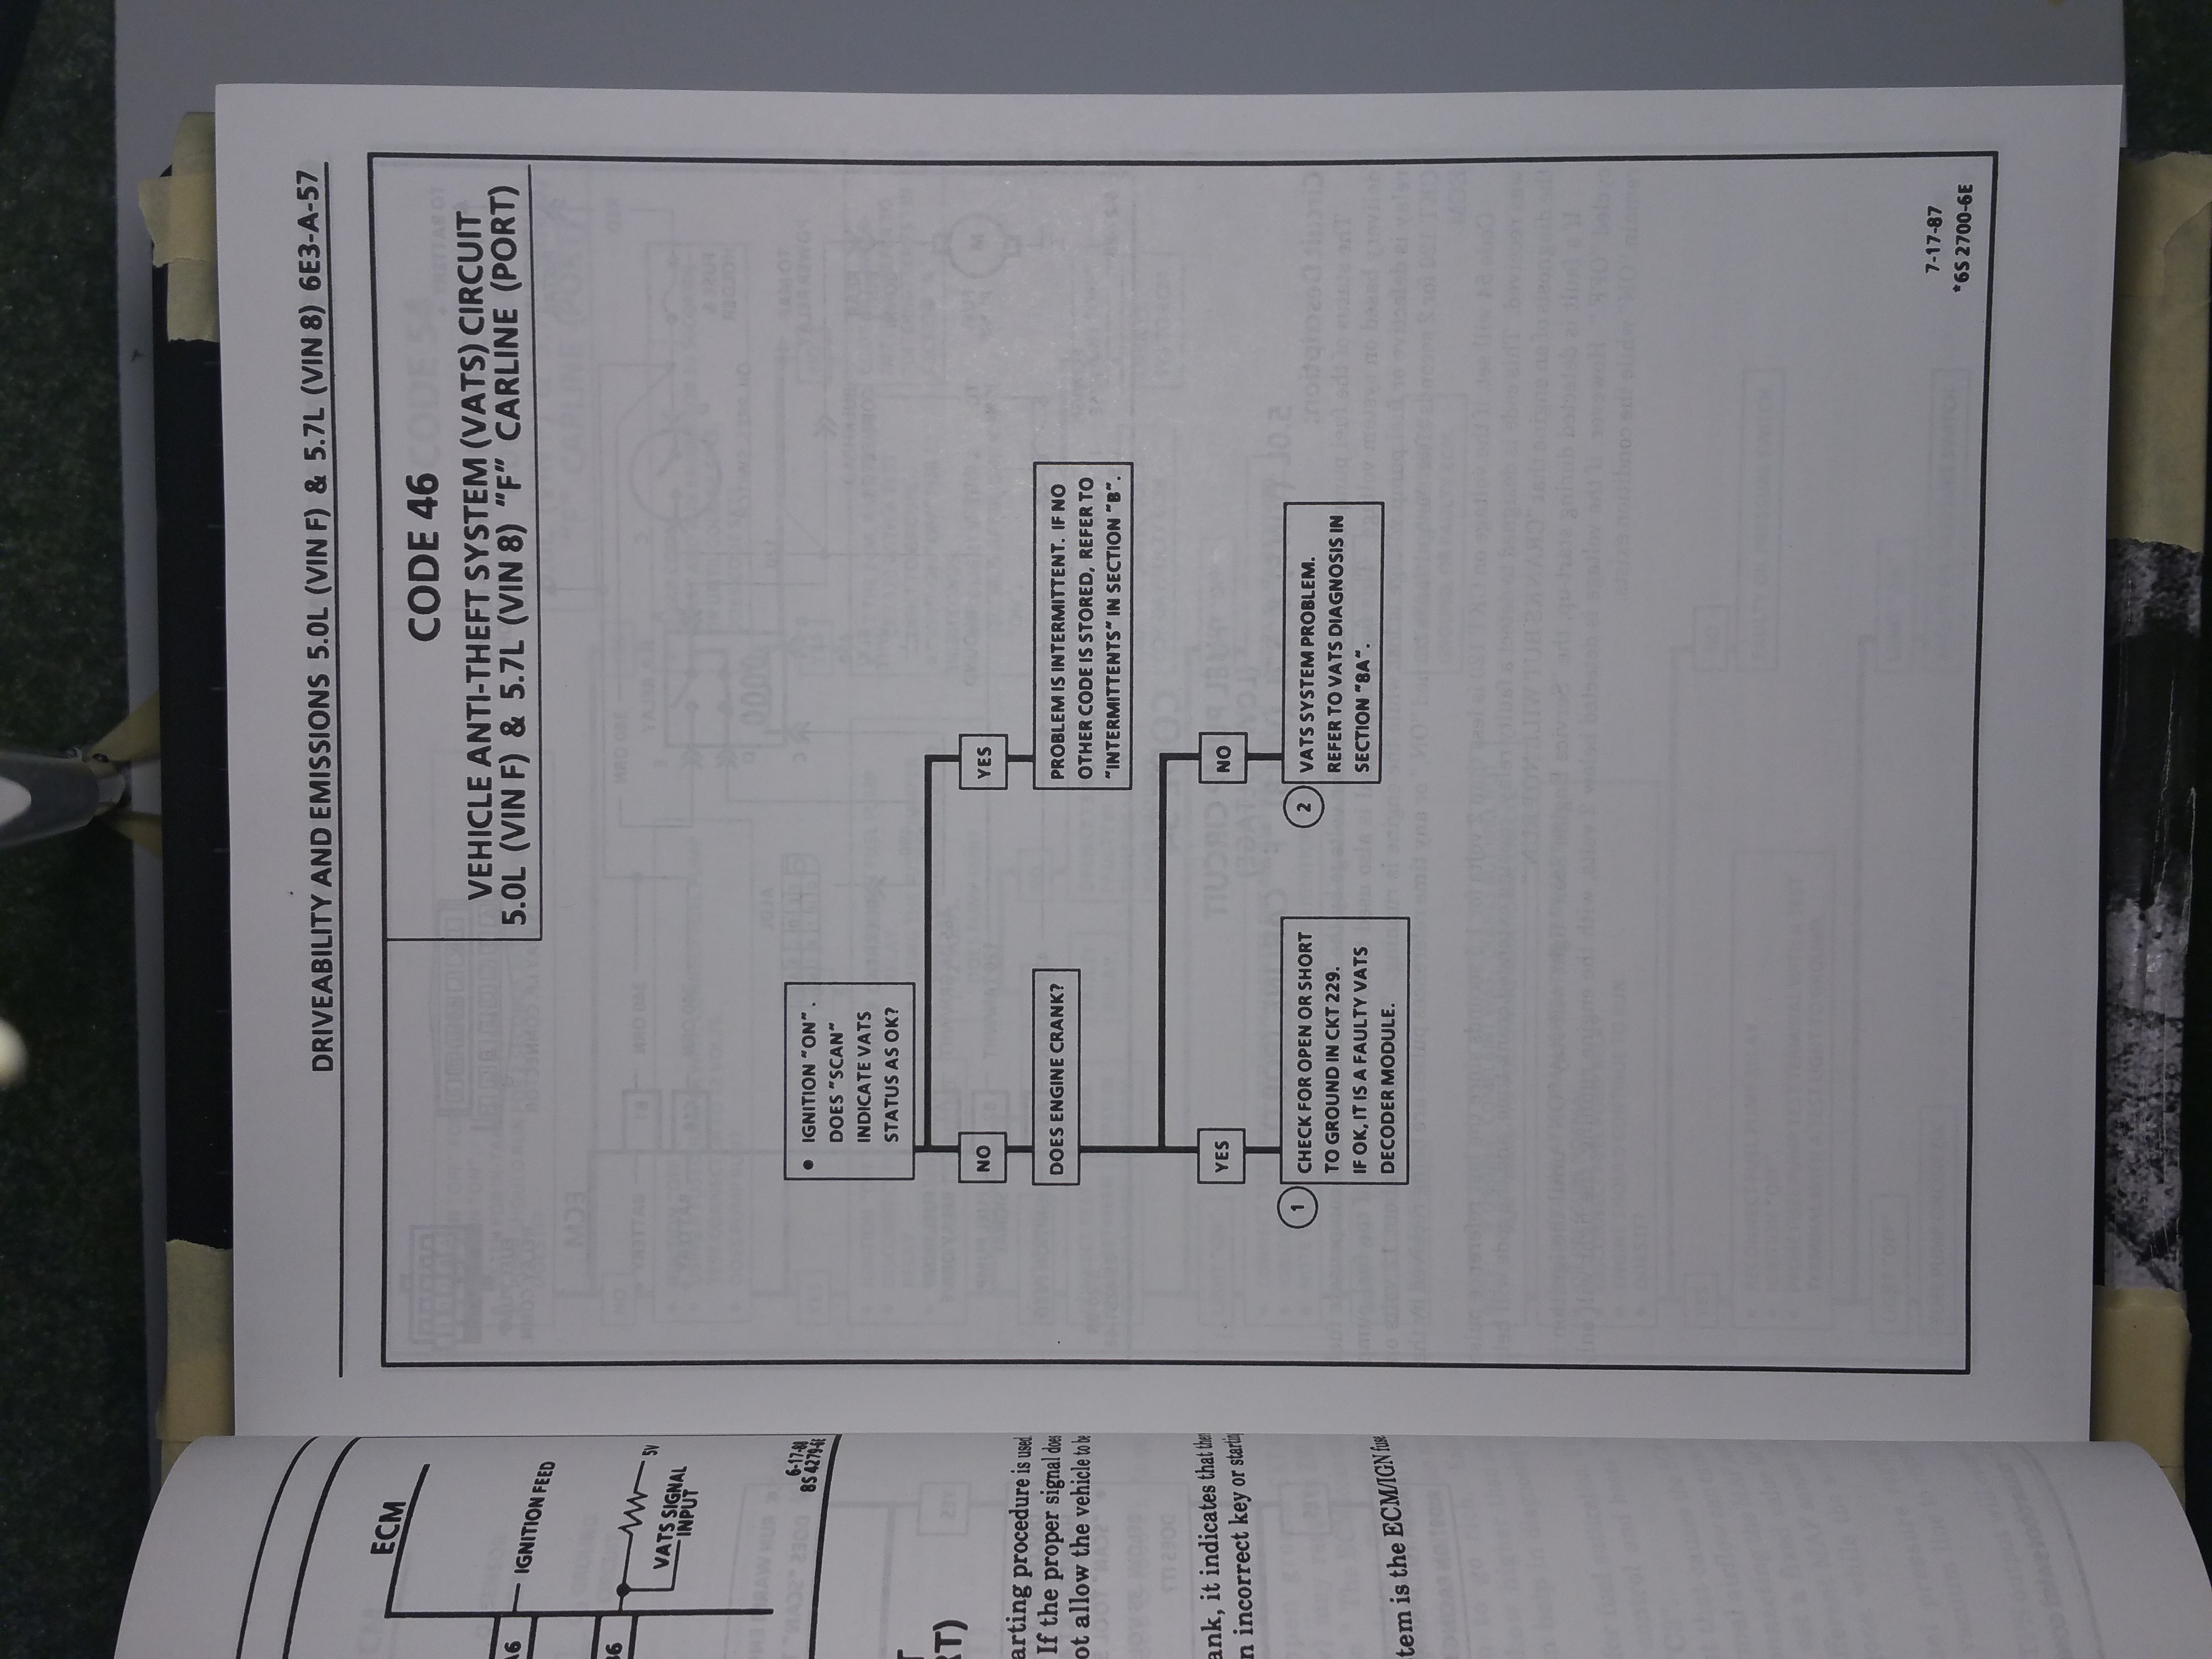 DRIVEABILITY AND EMISSIONS 5.0L (VIN F) & 5.7L (VIN 8) 6E3-A-57
CODE 46
VEHICLE ANTI-THEFT SYSTEM (VATS) CIRCUIT
5.0L (VIN F) & 5.7L (VIN 8) "F" CARLINE (PORT)
• IGNITION "ON".
DOES "SCAN"
INDICATE VATS
STATUS AS OK?
NO
YES
DOES ENGINE CRANK?
PROBLEM IS INTERMITTENT. IF NO
OTHER CODE IS STORED, REFER TO
"INTERMITTENTS" IN SECTION "B".
YES
NO
1
CHECK FOR OPEN OR SHORT
TO GROUND IN CKT 229.
IF OK, IT IS A FAULTY VATS
DECODER MODULE.
2
VATS SYSTEM PROBLEM.
REFER TO VATS DIAGNOSIS IN
SECTION "8A".
7-17-87
*6S 2700-6E
ECM
IGNITION FEED
5V
VATS SIGNAL
INPUT
6-17-88
8S 4279-6E
arting procedure is used
If the proper signal does
ot allow the vehicle to be
ank, it indicates that
n incorrect key or
tem is the ECM/IGN fuse